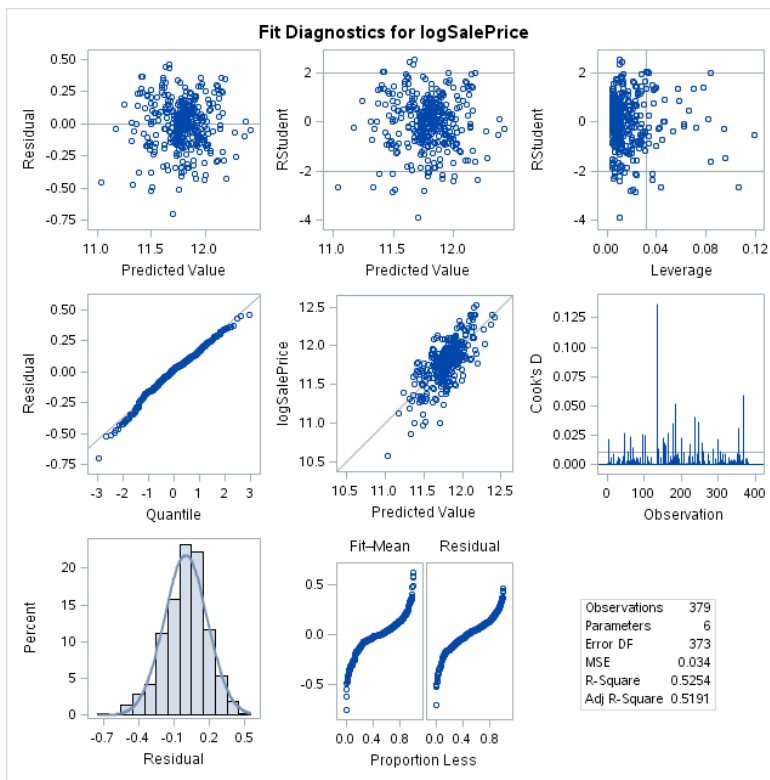 Fit Diagnostics for logSalePrice
0.50
0.25
0.00
-0.25
-0.50
-0.75
Residual
11.0 11.5 12.0
Predicted Value
2
0
-2
-4
RStudent
11.0 11.5 12.0
Predicted Value
2
0
-2
-4
RStudent
0.00 0.04 0.08 0.12
Leverage
0.50
0.25
0.00
-0.25
-0.50
-0.75
Residual
-3 -2 -1 0 1 2 3
Quantile
12.5
12.0
11.5
11.0
10.5
logSalePrice
10.5 11.0 11.5 12.0 12.5
Predicted Value
0.125
0.100
0.075
0.050
0.025
0.000
Cook's D
0 100 200 300 400
Observation
20
15
10
5
0
Percent
-0.7 -0.4 -0.1 0.2 0.5
Residual
Fit–Mean Residual
0.5
0.0
-0.5
0.0 0.4 0.8 0.0 0.4 0.8
Proportion Less
Observations 379
Parameters 6
Error DF 373
MSE 0.034
R-Square 0.5254
Adj R-Square 0.5191